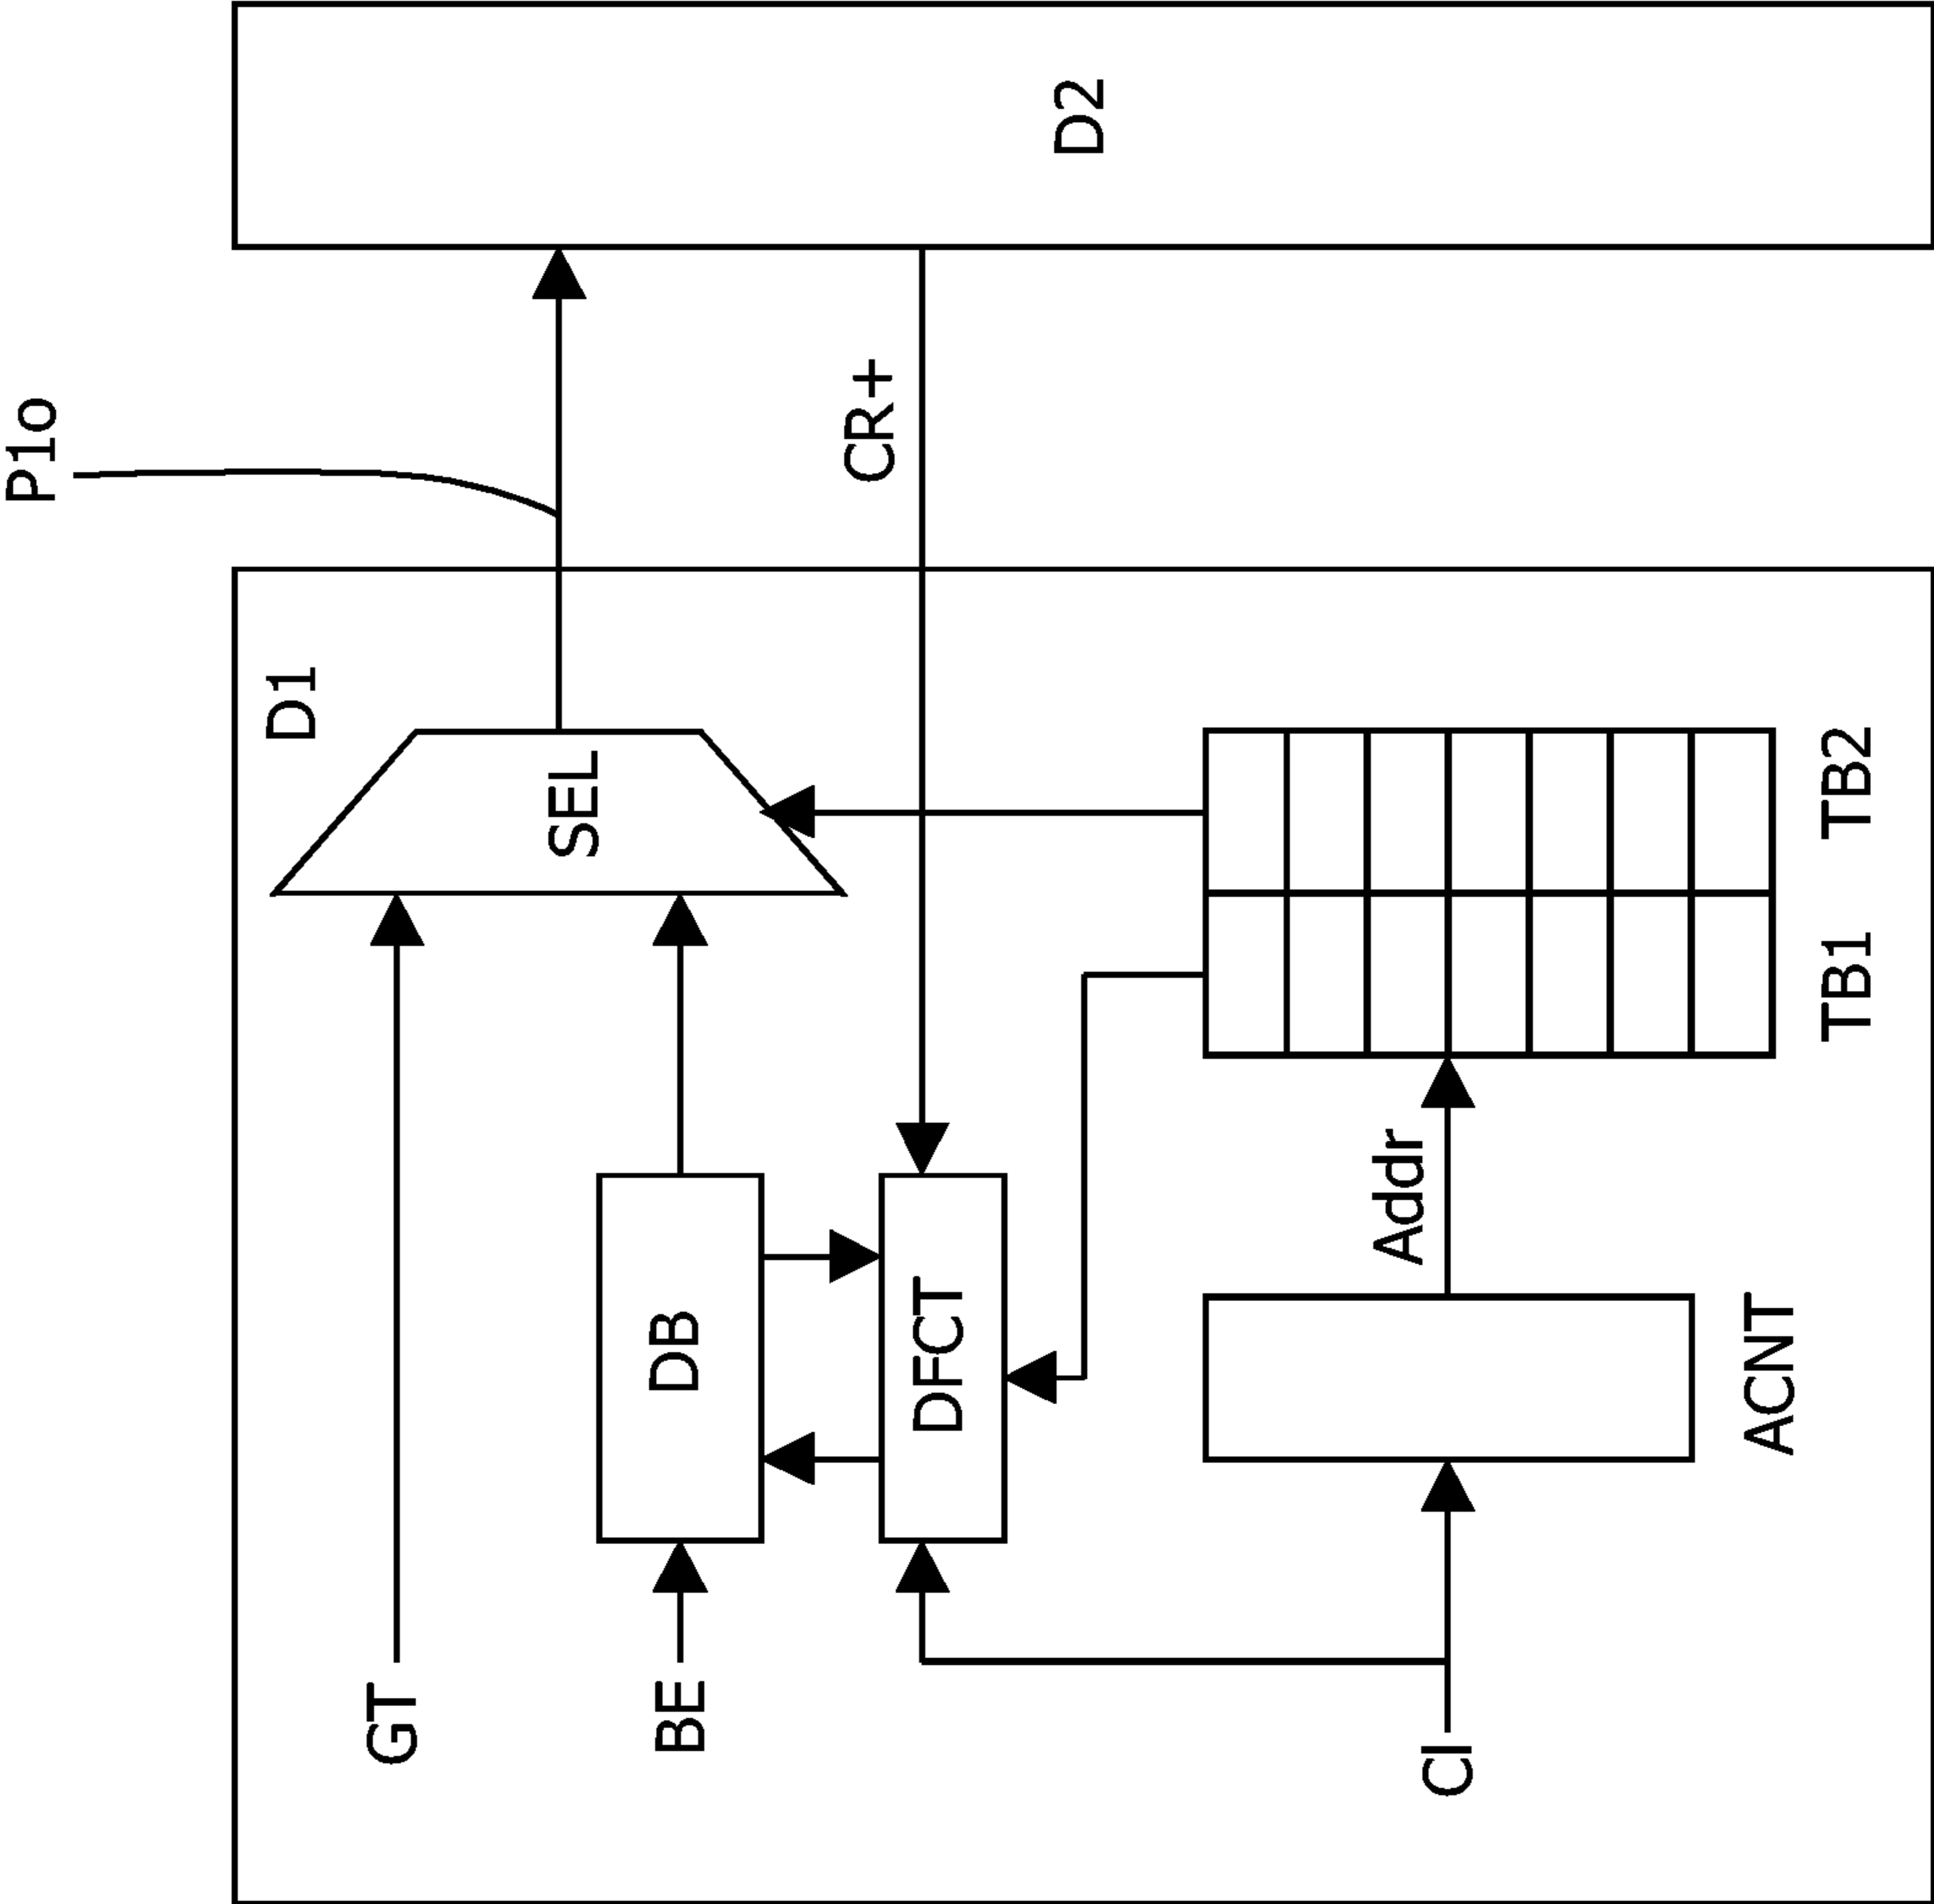 P1o
D1
D2
GT
SEL
BE
DB
CR+
DFCT
CI
Addr
ACNT
TB1
TB2